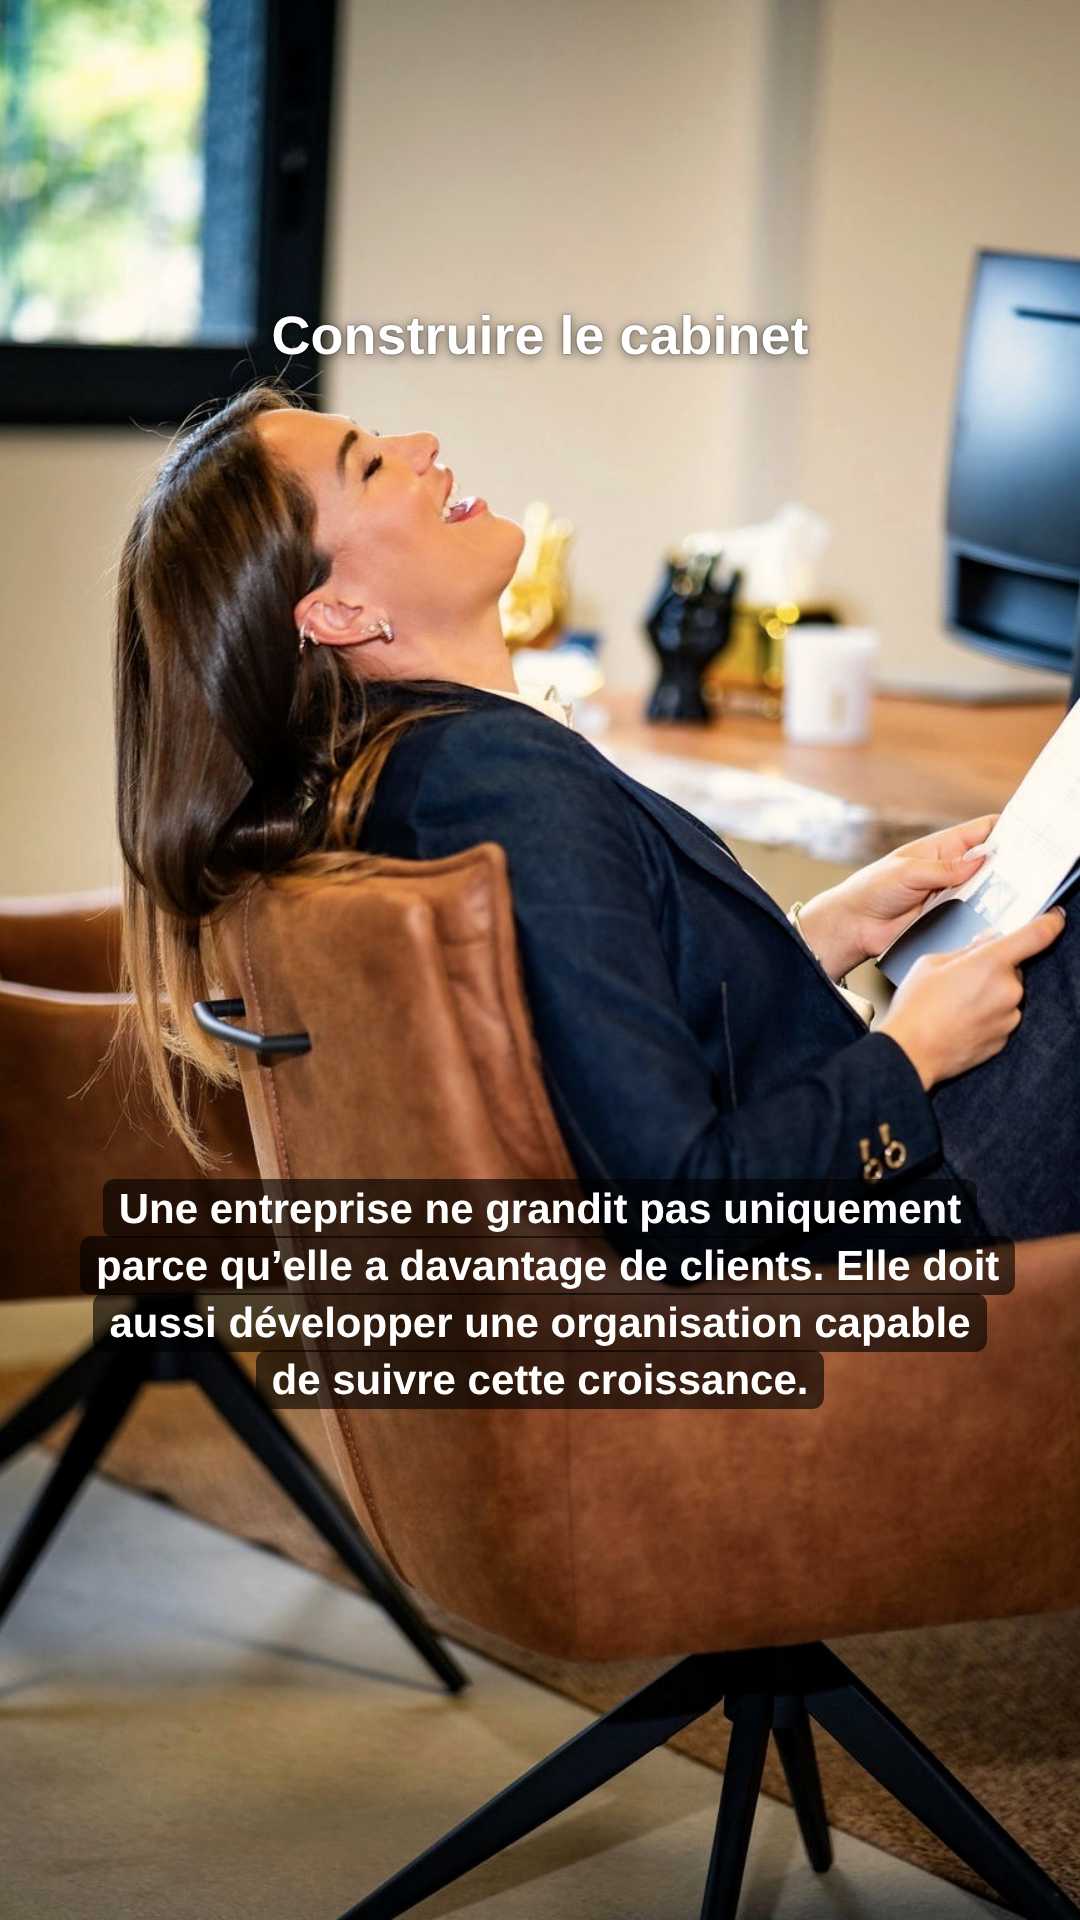 Construire le cabinet
Une entreprise ne grandit pas uniquement
parce qu’elle a davantage de clients. Elle doit
aussi développer une organisation capable
de suivre cette croissance.